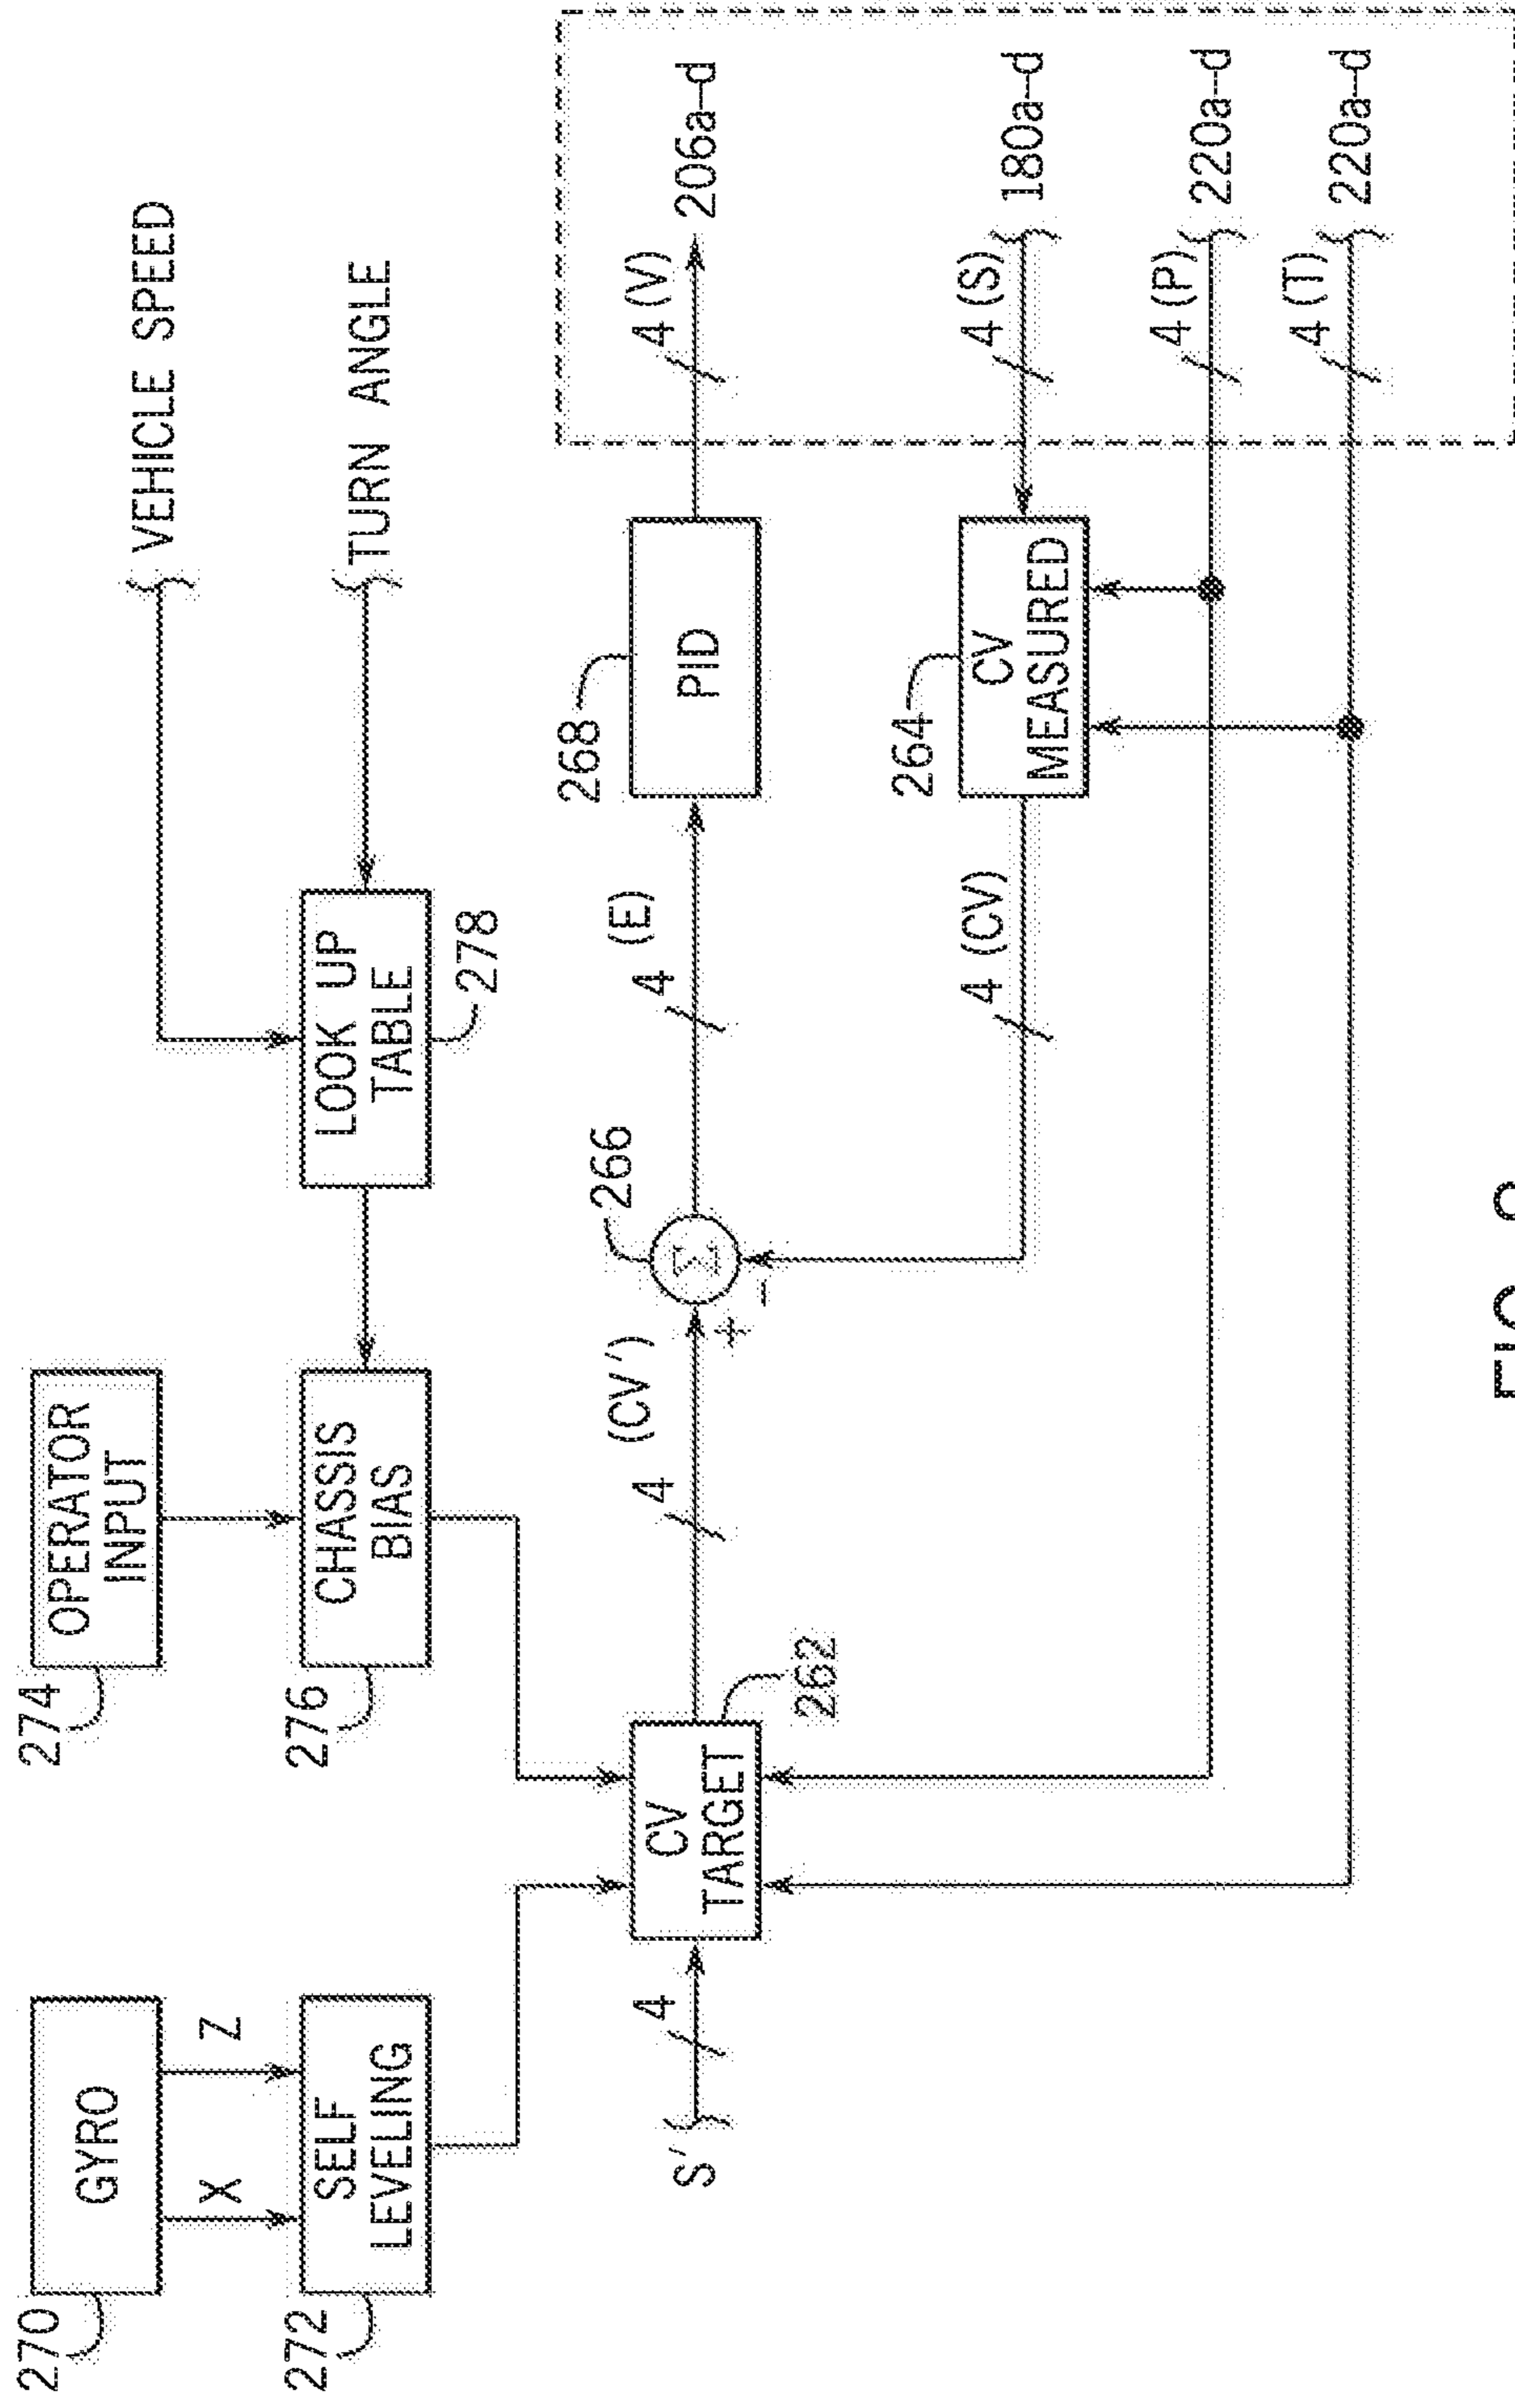 270
GYRO
X
Z
272
SELF
LEVELING
274
OPERATOR
INPUT
276
CHASSIS
BIAS
LOOK UP
TABLE
278
VEHICLE SPEED
TURN ANGLE
S'
4
CV
TARGET
262
4
(CV')
+
-
Σ
266
4
(E)
268
PID
4 (V)
206a-d
4 (CV)
264
CV
MEASURED
4 (S)
180a-d
4 (P)
220a-d
4 (T)
220a-d